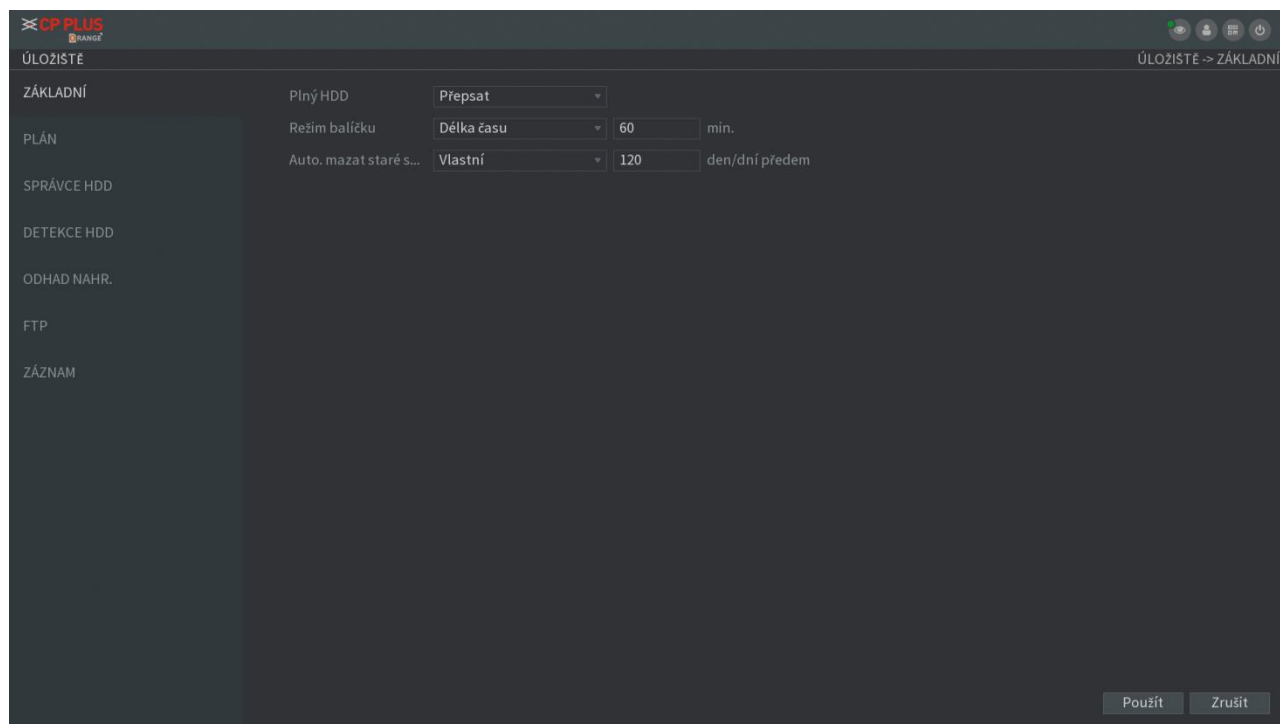 CP PLUS
ORANGE
ÚLOŽIŠTĚ
ÚLOŽIŠTĚ -> ZÁKLADNÍ
ZÁKLADNÍ
PLÁN
SPRÁVCE HDD
DETEKCE HDD
ODHAD NAHR.
FTP
ZÁZNAM
Plný HDD Přepsat
Režim balíčku Délka času 60 min.
Auto. mazat staré s... Vlastní 120 den/dní předem
Použít Zrušit